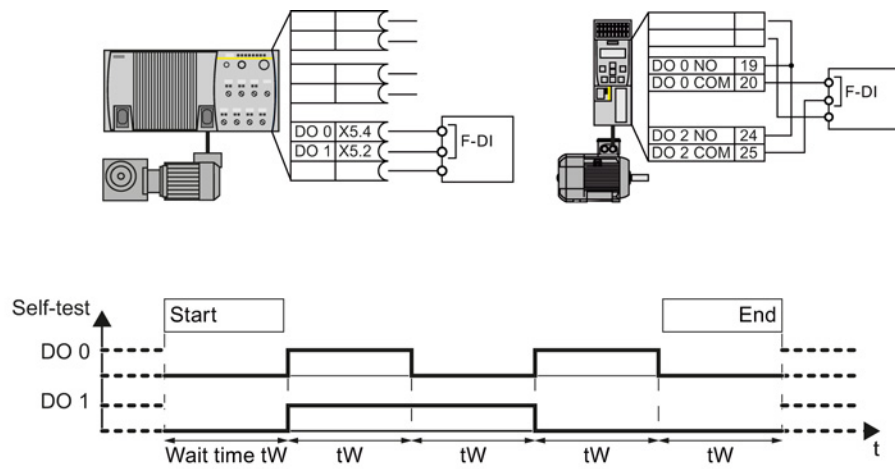 DO 0 NO 19
DO 0 COM 20
F-DI
DO 0 X5.4
DO 1 X5.2
F-DI
DO 2 NO 24
DO 2 COM 25
Self-test
Start
End
DO 0
DO 1
Wait time tW
tW
tW
tW
tW
t